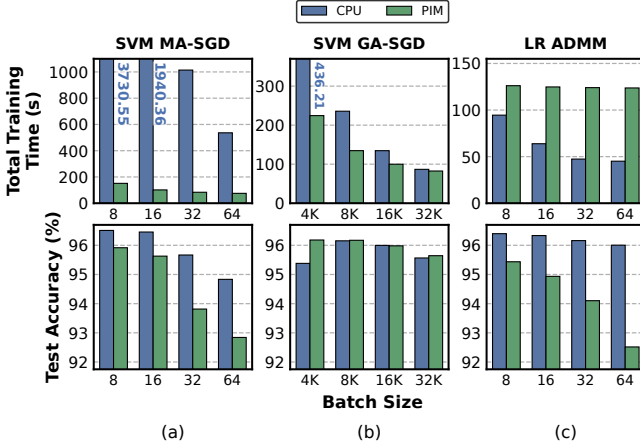 CPU PIM
SVM MA-SGD SVM GA-SGD LR ADMM
Total Training
Time (s)
1000
800
600
400
200
0
3730.55
1940.36
8 16 32 64
300
200
100
0
436.21
4K 8K 16K 32K
150
100
50
0
8 16 32 64
Test Accuracy (%)
96
95
94
93
92
8 16 32 64
96
95
94
93
92
4K 8K 16K 32K
96
95
94
93
92
8 16 32 64
Batch Size
(a) (b) (c)